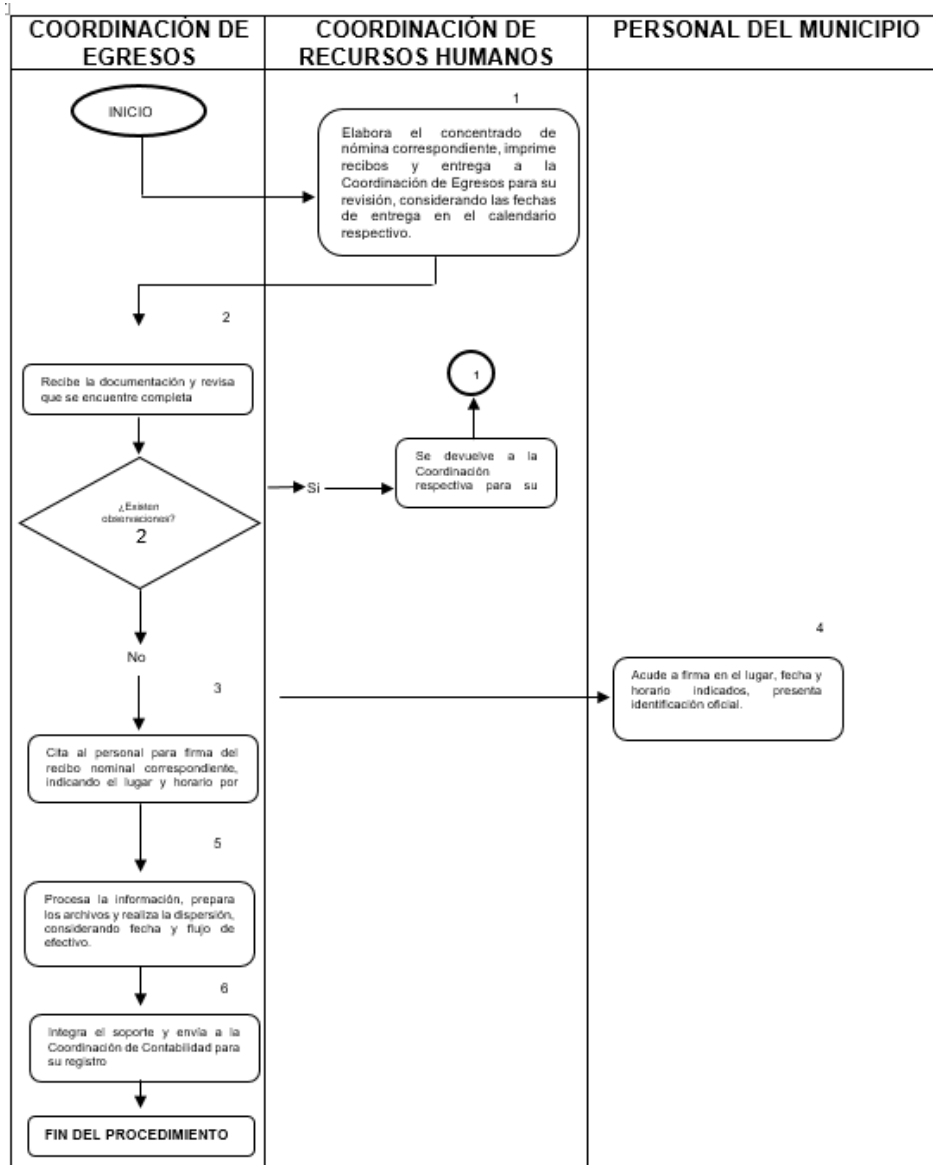 COORDINACIÓN DE
EGRESOS
COORDINACIÓN DE
RECURSOS HUMANOS
PERSONAL DEL MUNICIPIO
INICIO
1
Elabora el concentrado de
nómina correspondiente, imprime
recibos y entrega a la
Coordinación de Egresos para su
revisión, considerando las fechas
de entrega en el calendario
respectivo.
2
Recibe la documentación y revisa
que se encuentre completa
1
Se devuelve a la
Coordinación
respectiva para su
¿Existen
observaciones?
2
Si
No
4
Acude a firma en el lugar, fecha y
horario indicados, presenta
identificación oficial.
3
Cita al personal para firma del
recibo nominal correspondiente,
indicando el lugar y horario por
5
Procesa la información, prepara
los archivos y realiza la dispersión,
considerando fecha y flujo de
efectivo.
6
Integra el soporte y envía a la
Coordinación de Contabilidad para
su registro
FIN DEL PROCEDIMIENTO